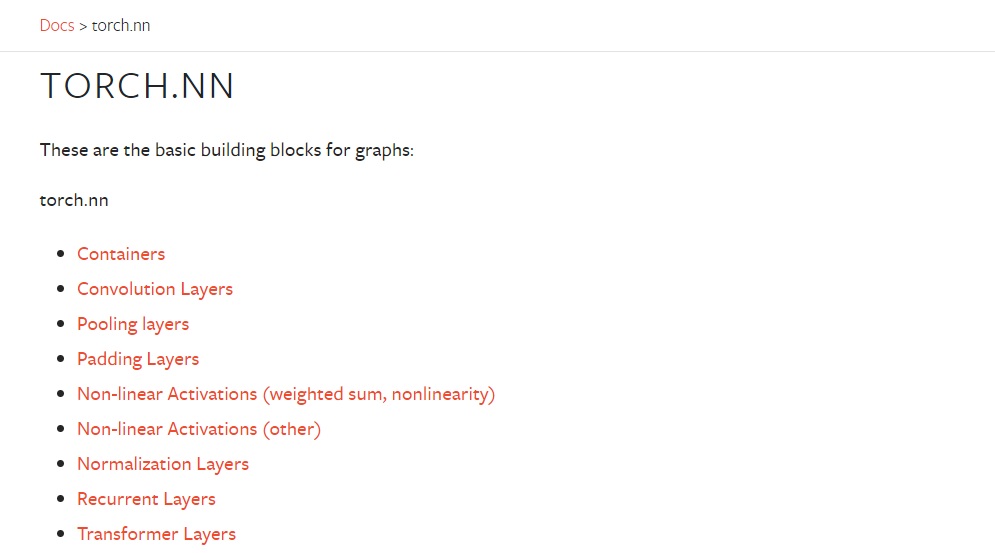 Docs > torch.nn
TORCH.NN
These are the basic building blocks for graphs:
torch.nn
Containers
Convolution Layers
Pooling layers
Padding Layers
Non-linear Activations (weighted sum, nonlinearity)
Non-linear Activations (other)
Normalization Layers
Recurrent Layers
Transformer Layers